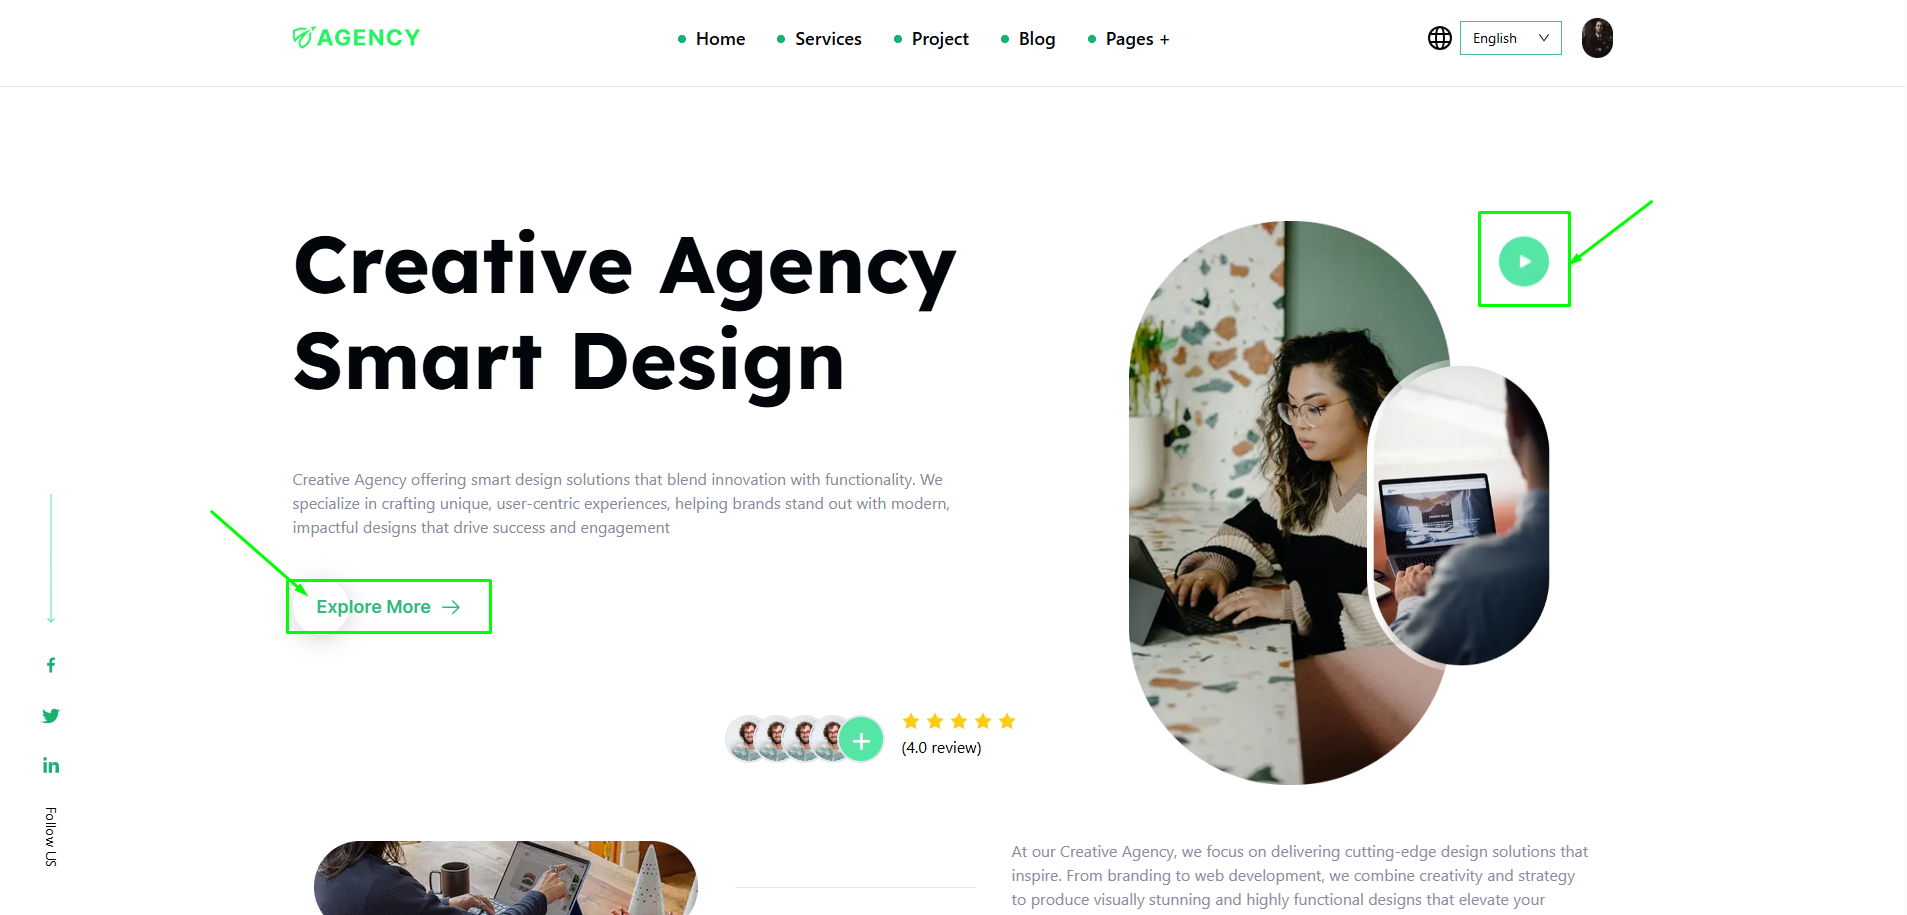 AGENCY
Home
Services
Project
Blog
Pages +
English
Creative Agency
Smart Design
Creative Agency offering smart design solutions that blend innovation with functionality. We
specialize in crafting unique, user-centric experiences, helping brands stand out with modern,
impactful designs that drive success and engagement
Explore More
(4.0 review)
Follow US
At our Creative Agency, we focus on delivering cutting-edge design solutions that
inspire. From branding to web development, we combine creativity and strategy
to produce visually stunning and highly functional designs that elevate your